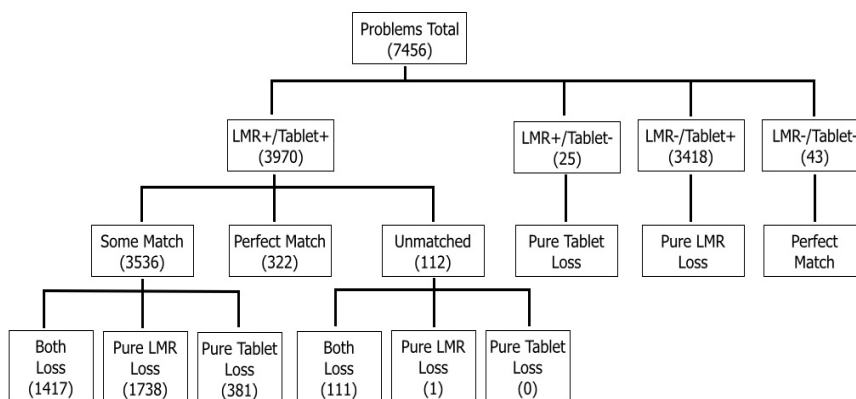 Problems Total
(7456)
LMR+/Tablet+
(3970)
LMR+/Tablet-
(25)
LMR-/Tablet+
(3418)
LMR-/Tablet-
(43)
Some Match
(3536)
Perfect Match
(322)
Unmatched
(112)
Pure Tablet
Loss
Pure LMR
Loss
Perfect
Match
Both
Loss
(1417)
Pure LMR
Loss
(1738)
Pure Tablet
Loss
(381)
Both
Loss
(111)
Pure LMR
Loss
(1)
Pure Tablet
Loss
(0)